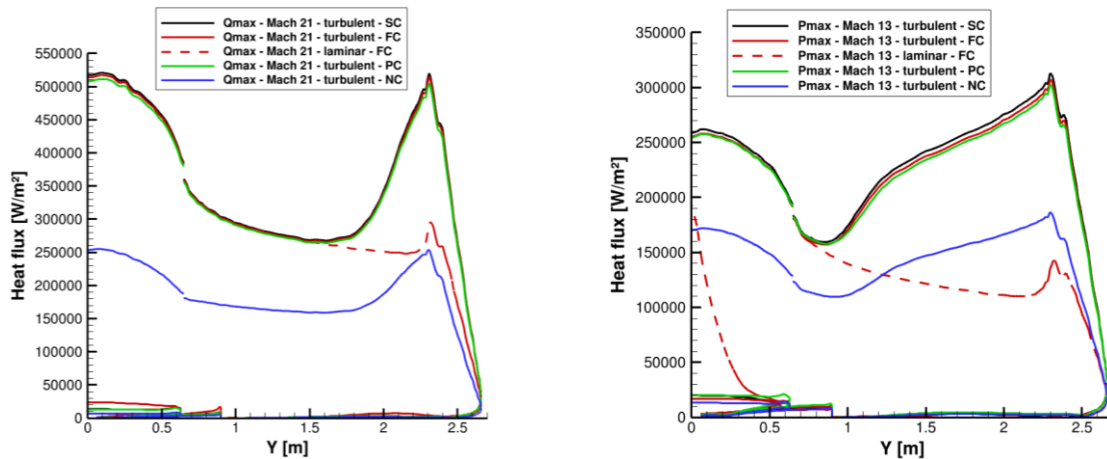 Qmax - Mach 21 - turbulent - SC
Qmax - Mach 21 - turbulent - FC
Qmax - Mach 21 - laminar - FC
Qmax - Mach 21 - turbulent - PC
Qmax - Mach 21 - turbulent - NC
550000
500000
450000
400000
350000
300000
250000
200000
150000
100000
50000
0
Heat flux [W/m²]
0
0.5
1
1.5
2
2.5
Y [m]
Pmax - Mach 13 - turbulent - SC
Pmax - Mach 13 - turbulent - FC
Pmax - Mach 13 - laminar - FC
Pmax - Mach 13 - turbulent - PC
Pmax - Mach 13 - turbulent - NC
350000
300000
250000
200000
150000
100000
50000
0
Heat flux [W/m²]
0
0.5
1
1.5
2
2.5
Y [m]